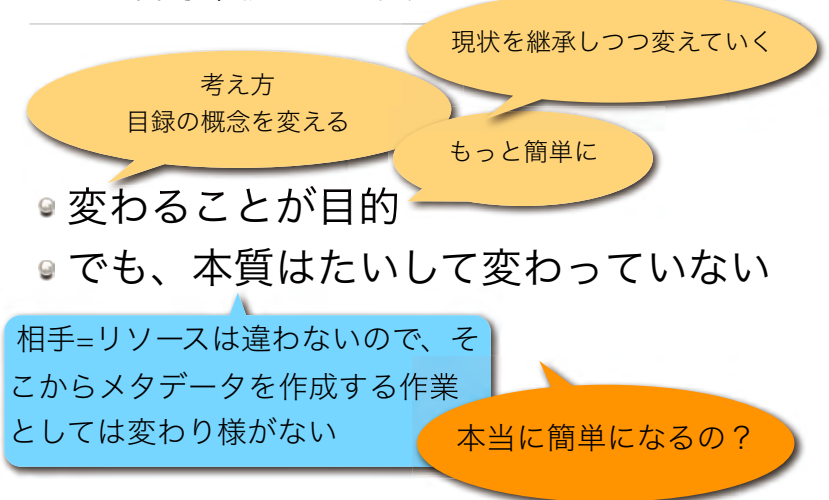 現状を継承しつつ変えていく
考え方
目録の概念を変える
もっと簡単に
変わることが目的
でも、本質はたいして変わっていない
相手=リソースは違わないので、そ
こからメタデータを作成する作業
としては変わり様がない
本当に簡単になるの？